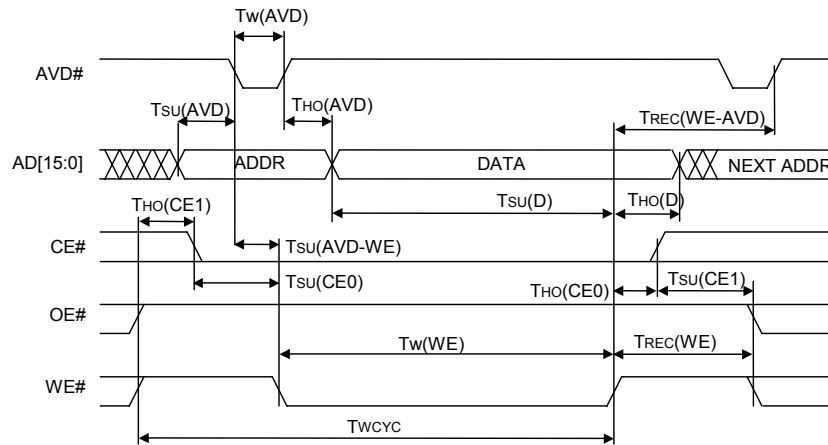 Tw(AVD)
AVD#
TSU(AVD)
THO(AVD)
TREC(WE-AVD)
AD[15:0]
ADDR
DATA
NEXT ADDR
THO(CE1)
TSU(D)
THO(D)
CE#
TSU(AVD-WE)
TSU(CE0)
THO(CE0)
TSU(CE1)
OE#
Tw(WE)
TREC(WE)
WE#
TWCYC